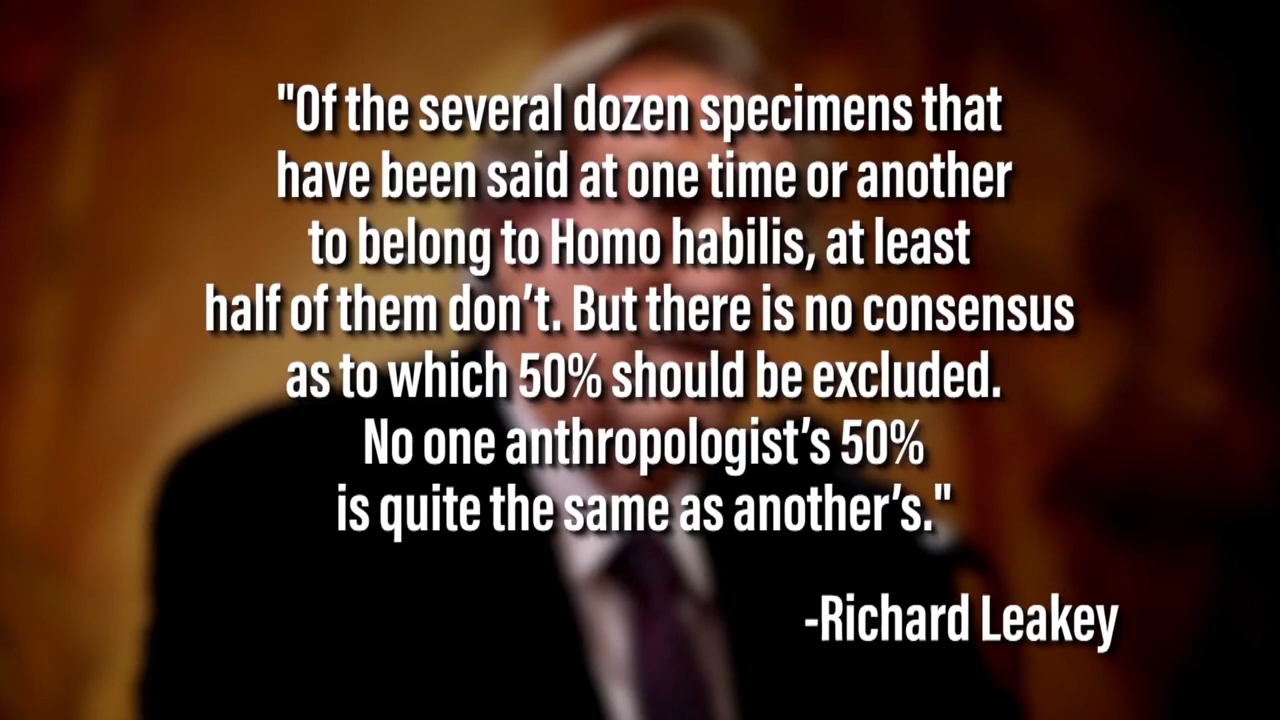 "Of the several dozen specimens that
have been said at one time or another
to belong to Homo habilis, at least
half of them don’t. But there is no consensus
as to which 50% should be excluded.
No one anthropologist’s 50%
is quite the same as another’s."
-Richard Leakey